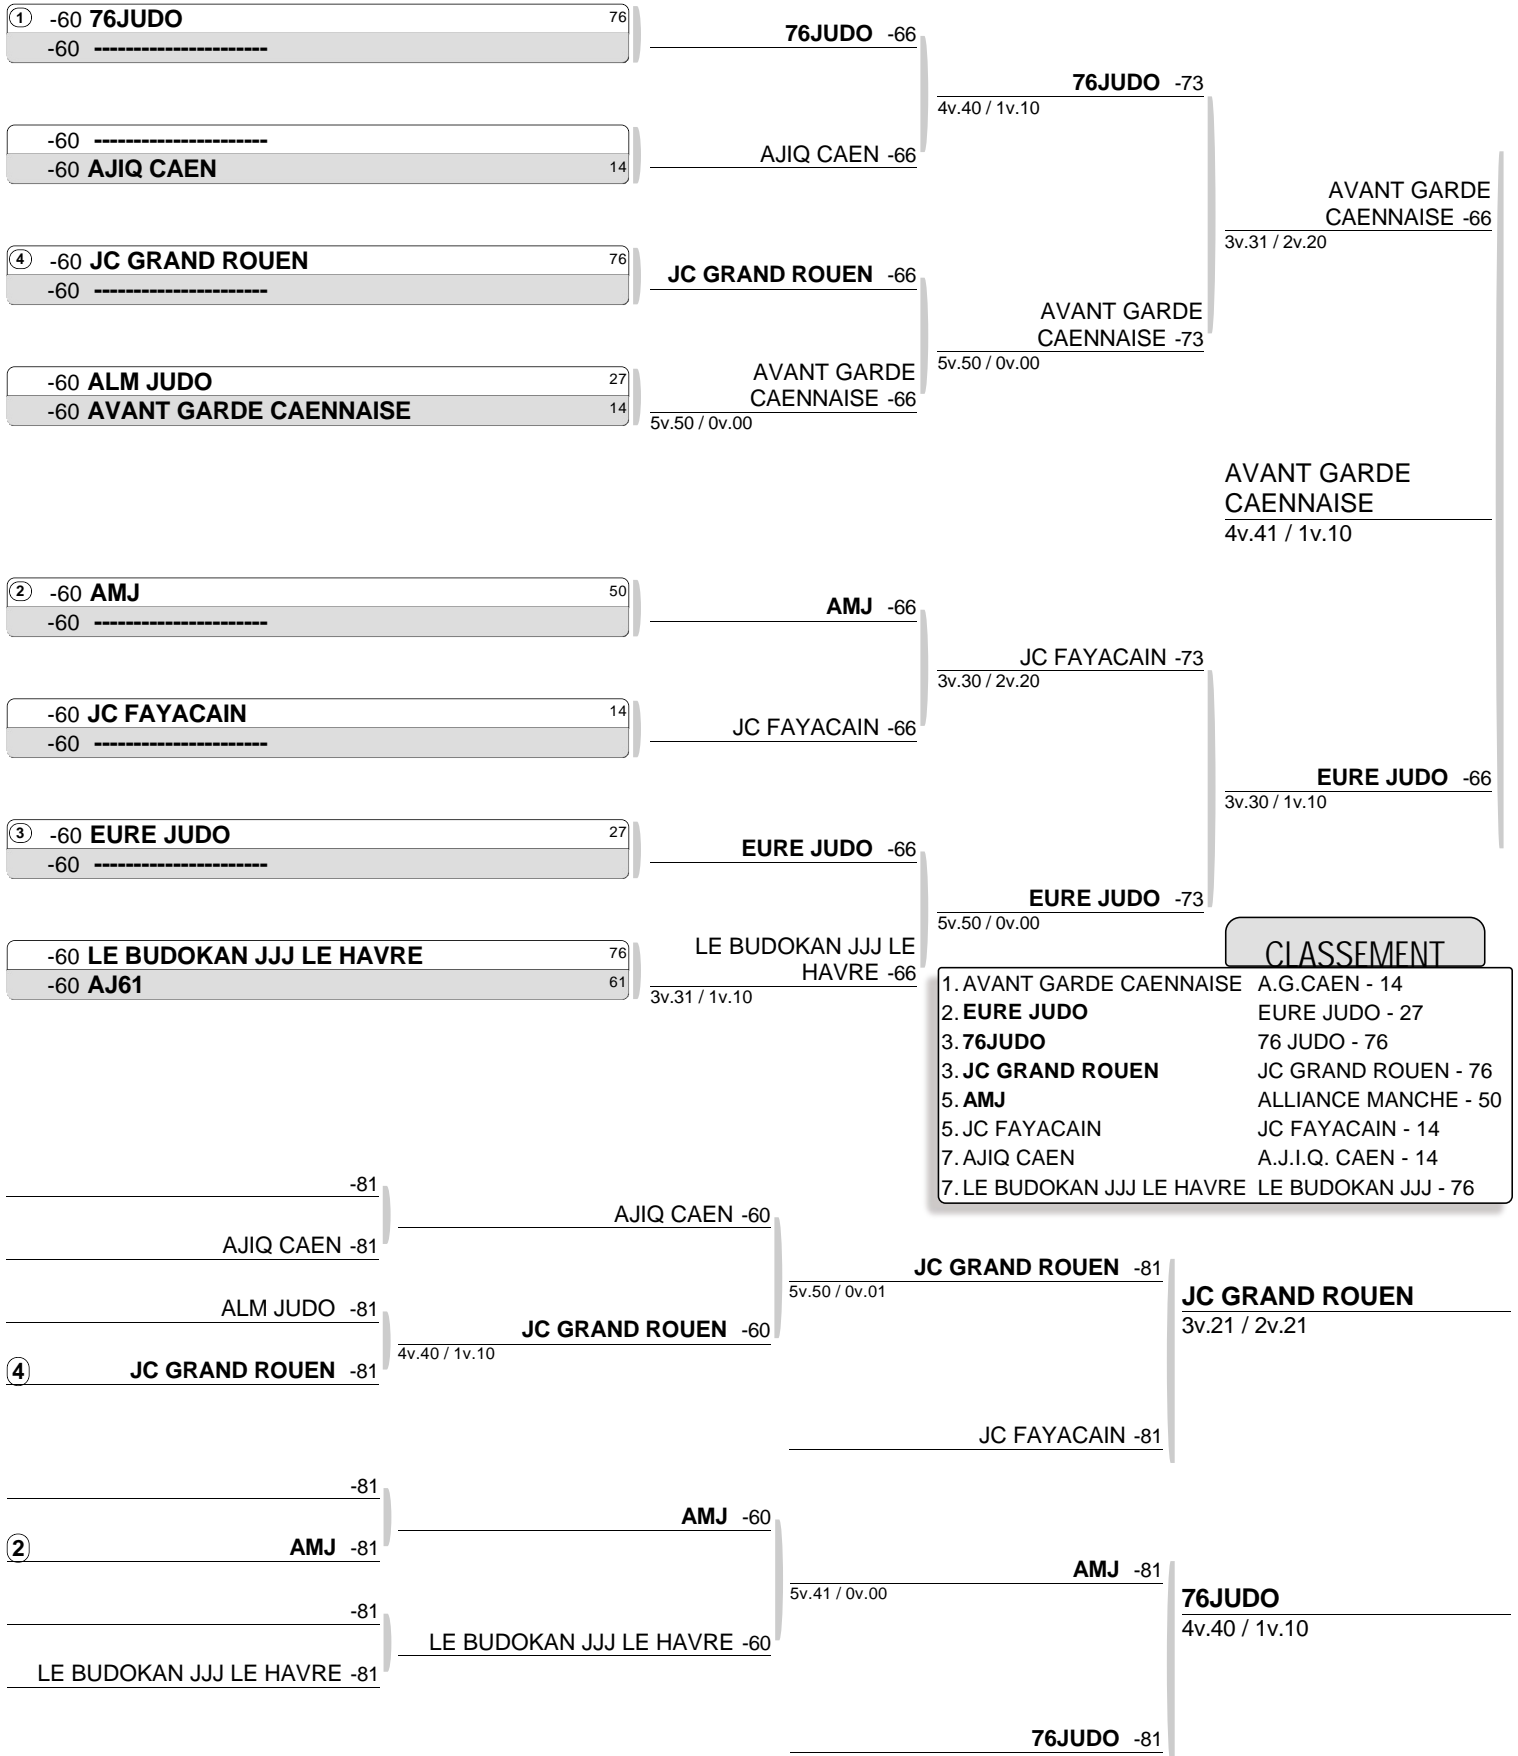 1 -60 76JUDO 76
-60 ----------------------
76JUDO -66
76JUDO -73
4v.40 / 1v.10
-60 ----------------------
-60 AJIQ CAEN 14
AJIQ CAEN -66
AVANT GARDE
CAENNAISE -66
3v.31 / 2v.20
4 -60 JC GRAND ROUEN 76
-60 ----------------------
JC GRAND ROUEN -66
AVANT GARDE
CAENNAISE -73
5v.50 / 0v.00
-60 ALM JUDO 27
-60 AVANT GARDE CAENNAISE 14
AVANT GARDE
CAENNAISE -66
5v.50 / 0v.00
AVANT GARDE
CAENNAISE
4v.41 / 1v.10
2 -60 AMJ 50
-60 ----------------------
AMJ -66
JC FAYACAIN -73
3v.30 / 2v.20
-60 JC FAYACAIN 14
-60 ----------------------
JC FAYACAIN -66
EURE JUDO -66
3v.30 / 1v.10
3 -60 EURE JUDO 27
-60 ----------------------
EURE JUDO -66
EURE JUDO -73
5v.50 / 0v.00
-60 LE BUDOKAN JJJ LE HAVRE 76
-60 AJ61 61
LE BUDOKAN JJJ LE
HAVRE -66
3v.31 / 1v.10
CLASSEMENT
1. AVANT GARDE CAENNAISE A.G.CAEN - 14
2. EURE JUDO EURE JUDO - 27
3. 76JUDO 76 JUDO - 76
3. JC GRAND ROUEN JC GRAND ROUEN - 76
5. AMJ ALLIANCE MANCHE - 50
5. JC FAYACAIN JC FAYACAIN - 14
7. AJIQ CAEN A.J.I.Q. CAEN - 14
7. LE BUDOKAN JJJ LE HAVRE LE BUDOKAN JJJ - 76
-81
AJIQ CAEN -60
AJIQ CAEN -81
JC GRAND ROUEN -81
5v.50 / 0v.01
JC GRAND ROUEN
3v.21 / 2v.21
ALM JUDO -81
JC GRAND ROUEN -60
4v.40 / 1v.10
4 JC GRAND ROUEN -81
JC FAYACAIN -81
-81
AMJ -60
2 AMJ -81
AMJ -81
5v.41 / 0v.00
76JUDO
4v.40 / 1v.10
-81
LE BUDOKAN JJJ LE HAVRE -60
LE BUDOKAN JJJ LE HAVRE -81
76JUDO -81